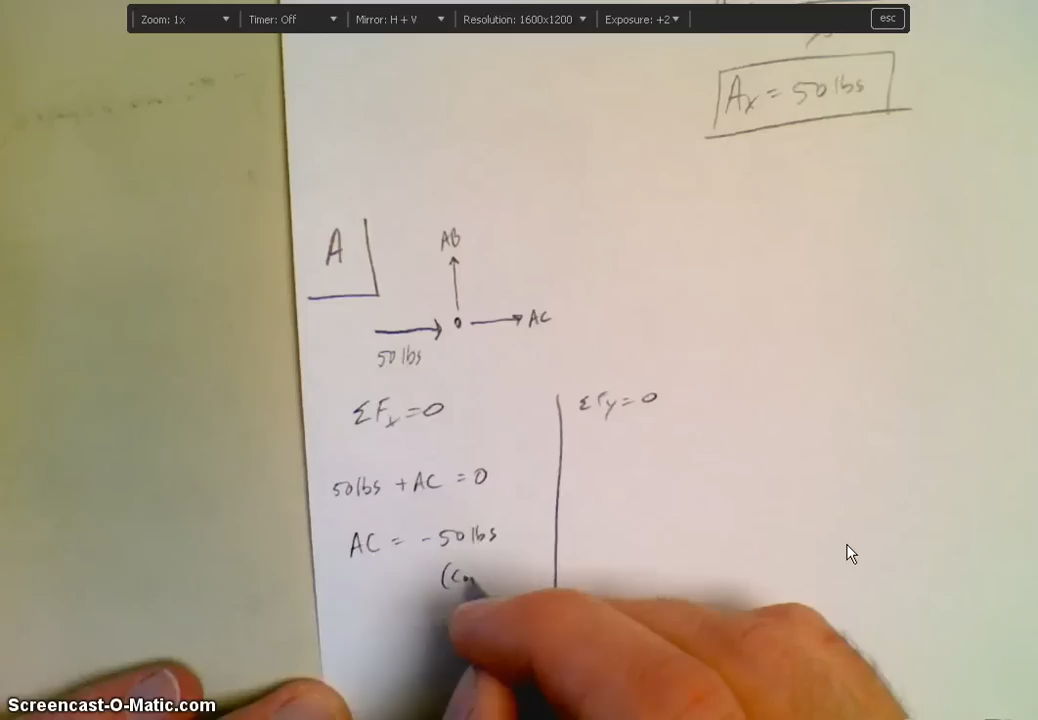 Zoom: 1x Timer: Off Mirror: H + V Resolution: 1600x1200 Exposure: +2 esc
Ax = 50 lbs
A
AB
AC
50 lbs
ΣFx = 0
ΣFy = 0
50 lbs + AC = 0
AC = - 50 lbs
(Co
Screencast-O-Matic.com